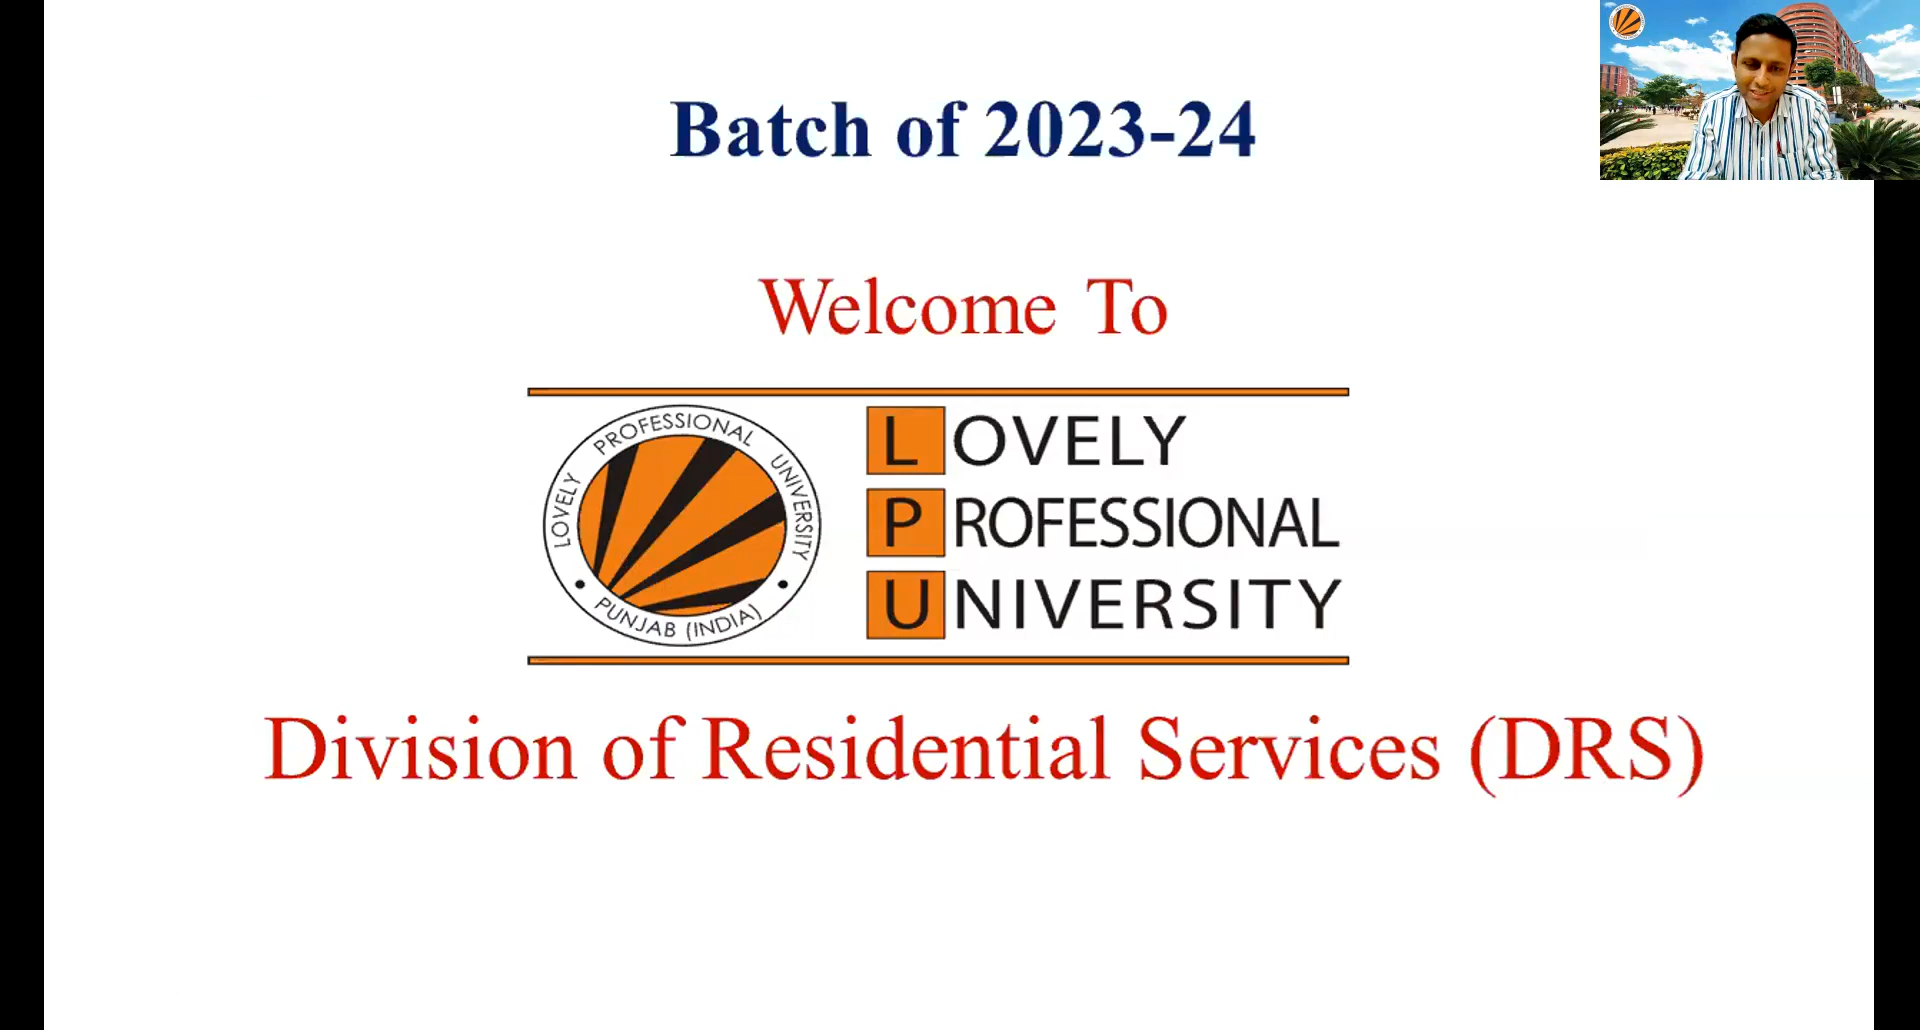 Batch of 2023-24
Welcome To
LOVELY PROFESSIONAL UNIVERSITY
PUNJAB (INDIA)
LOVELY
PROFESSIONAL
UNIVERSITY
Division of Residential Services (DRS)